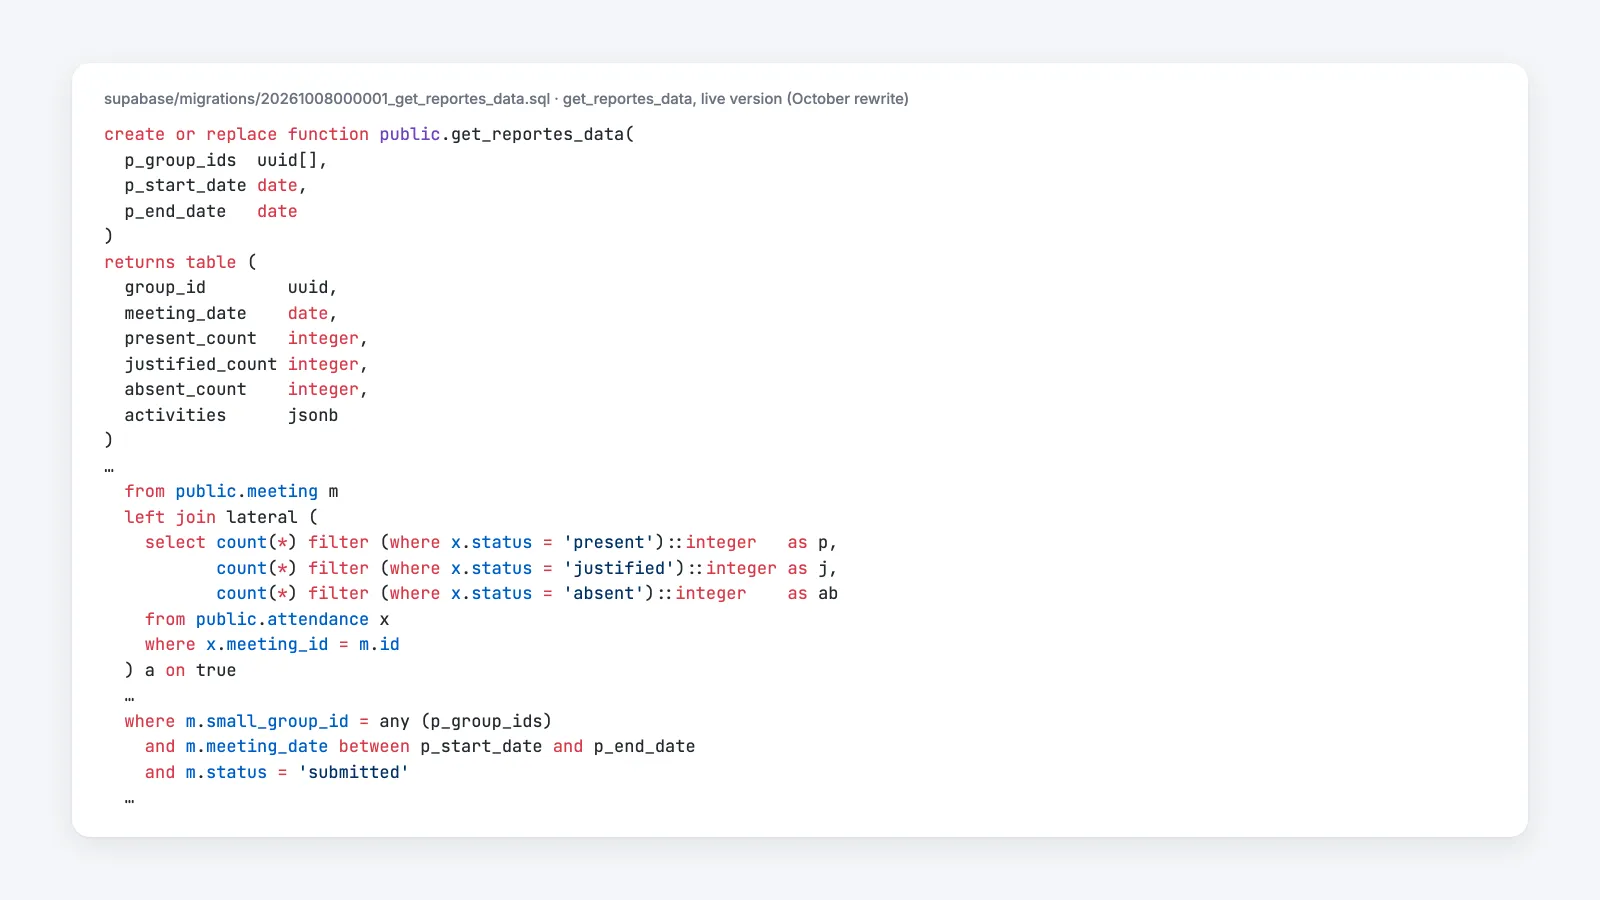 supabase/migrations/20261008000001_get_reportes_data.sql · get_reportes_data, live version (October rewrite)
create or replace function public.get_reportes_data(
  p_group_ids  uuid[],
  p_start_date date,
  p_end_date   date
)
returns table (
  group_id        uuid,
  meeting_date    date,
  present_count   integer,
  justified_count integer,
  absent_count    integer,
  activities      jsonb
)
…
  from public.meeting m
  left join lateral (
    select count(*) filter (where x.status = 'present')::integer   as p,
           count(*) filter (where x.status = 'justified')::integer as j,
           count(*) filter (where x.status = 'absent')::integer    as ab
    from public.attendance x
    where x.meeting_id = m.id
  ) a on true
  …
  where m.small_group_id = any (p_group_ids)
    and m.meeting_date between p_start_date and p_end_date
    and m.status = 'submitted'
  …